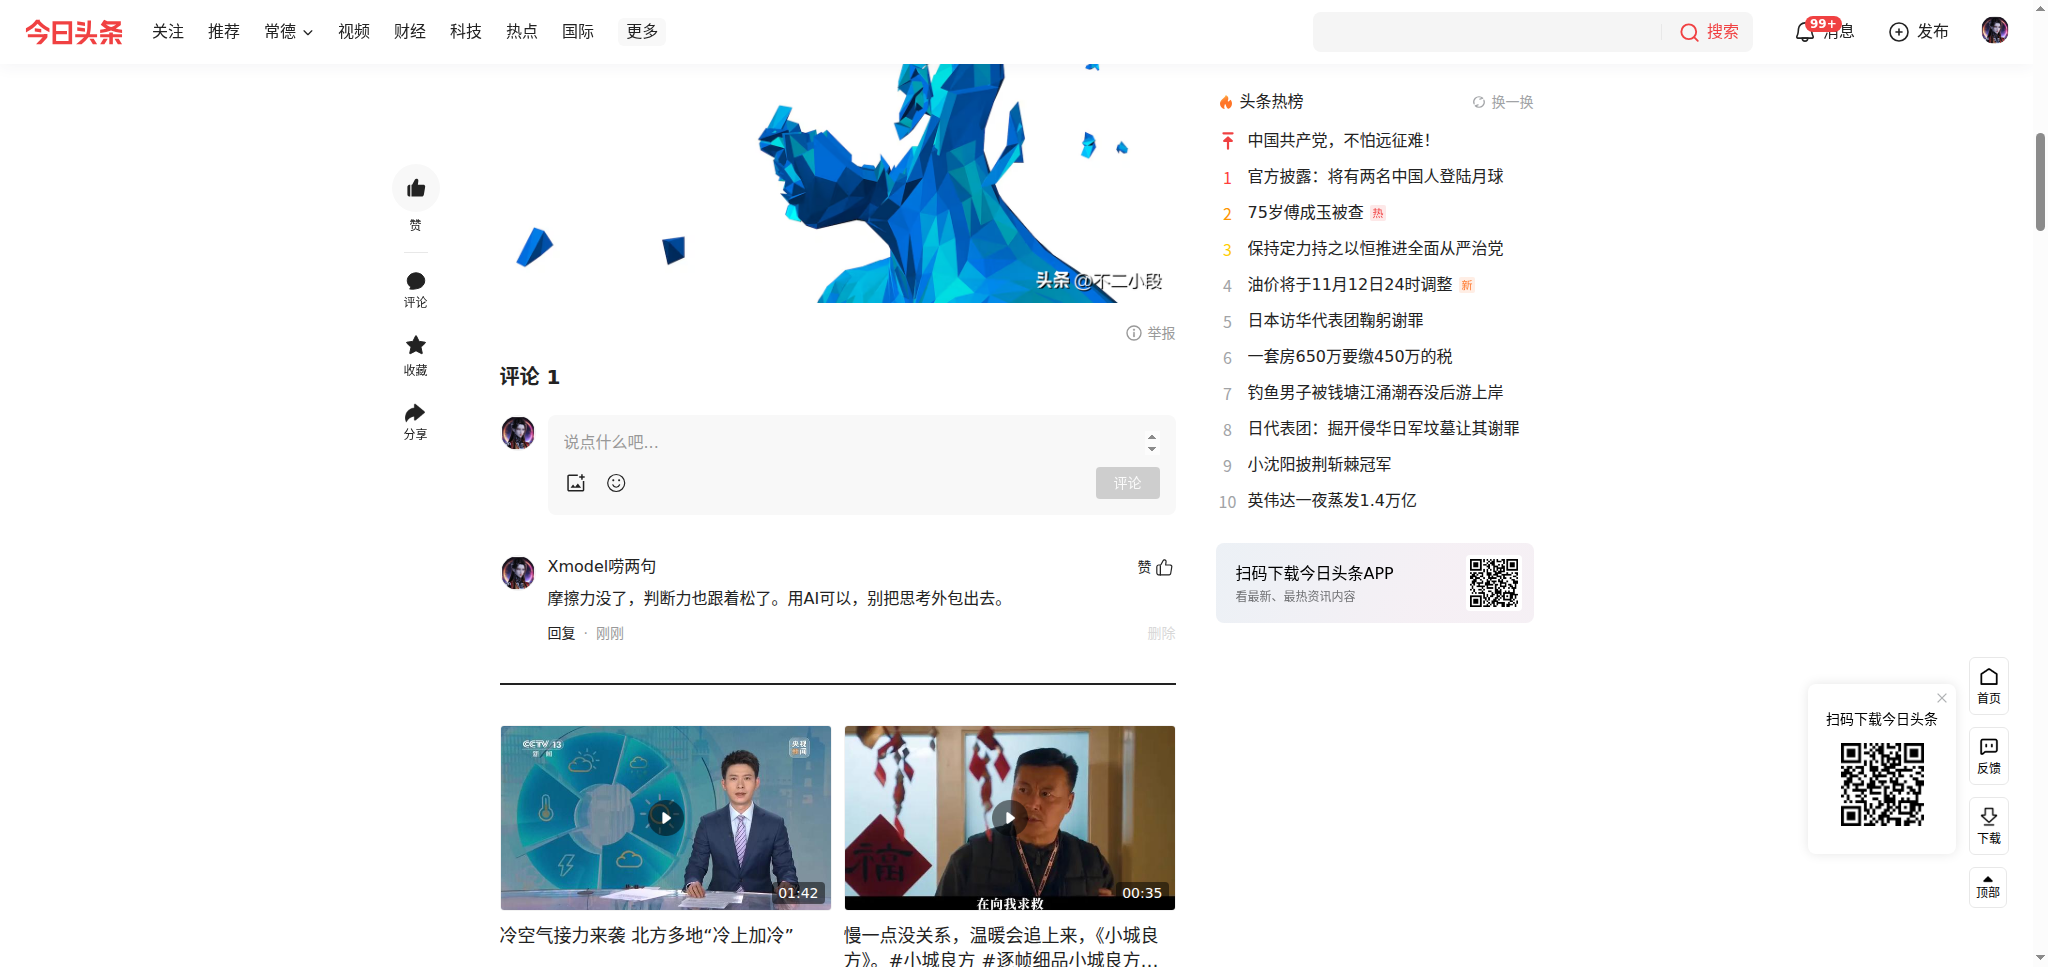 今日头条
关注 推荐 常德 视频 财经 科技 热点 国际 更多
搜索
99+
消息
发布
赞
评论
收藏
分享
头条 @不二小段
举报
评论 1
说点什么吧...
评论
Xmodel唠两句
赞
摩擦力没了，判断力也跟着松了。用AI可以，别把思考外包出去。
回复 · 刚刚
删除
CCTV 13
新闻
央视
新闻
01:42
冷空气接力来袭 北方多地“冷上加冷”
福
在向我求救
00:35
慢一点没关系，温暖会追上来，《小城良
方》。#小城良方 #逐帧细品小城良方...
头条热榜
换一换
中国共产党，不怕远征难！
1 官方披露：将有两名中国人登陆月球
2 75岁傅成玉被查 热
3 保持定力持之以恒推进全面从严治党
4 油价将于11月12日24时调整 新
5 日本访华代表团鞠躬谢罪
6 一套房650万要缴450万的税
7 钓鱼男子被钱塘江涌潮吞没后游上岸
8 日代表团：掘开侵华日军坟墓让其谢罪
9 小沈阳披荆斩棘冠军
10 英伟达一夜蒸发1.4万亿
扫码下载今日头条APP
看最新、最热资讯内容
扫码下载今日头条
首页
反馈
下载
顶部